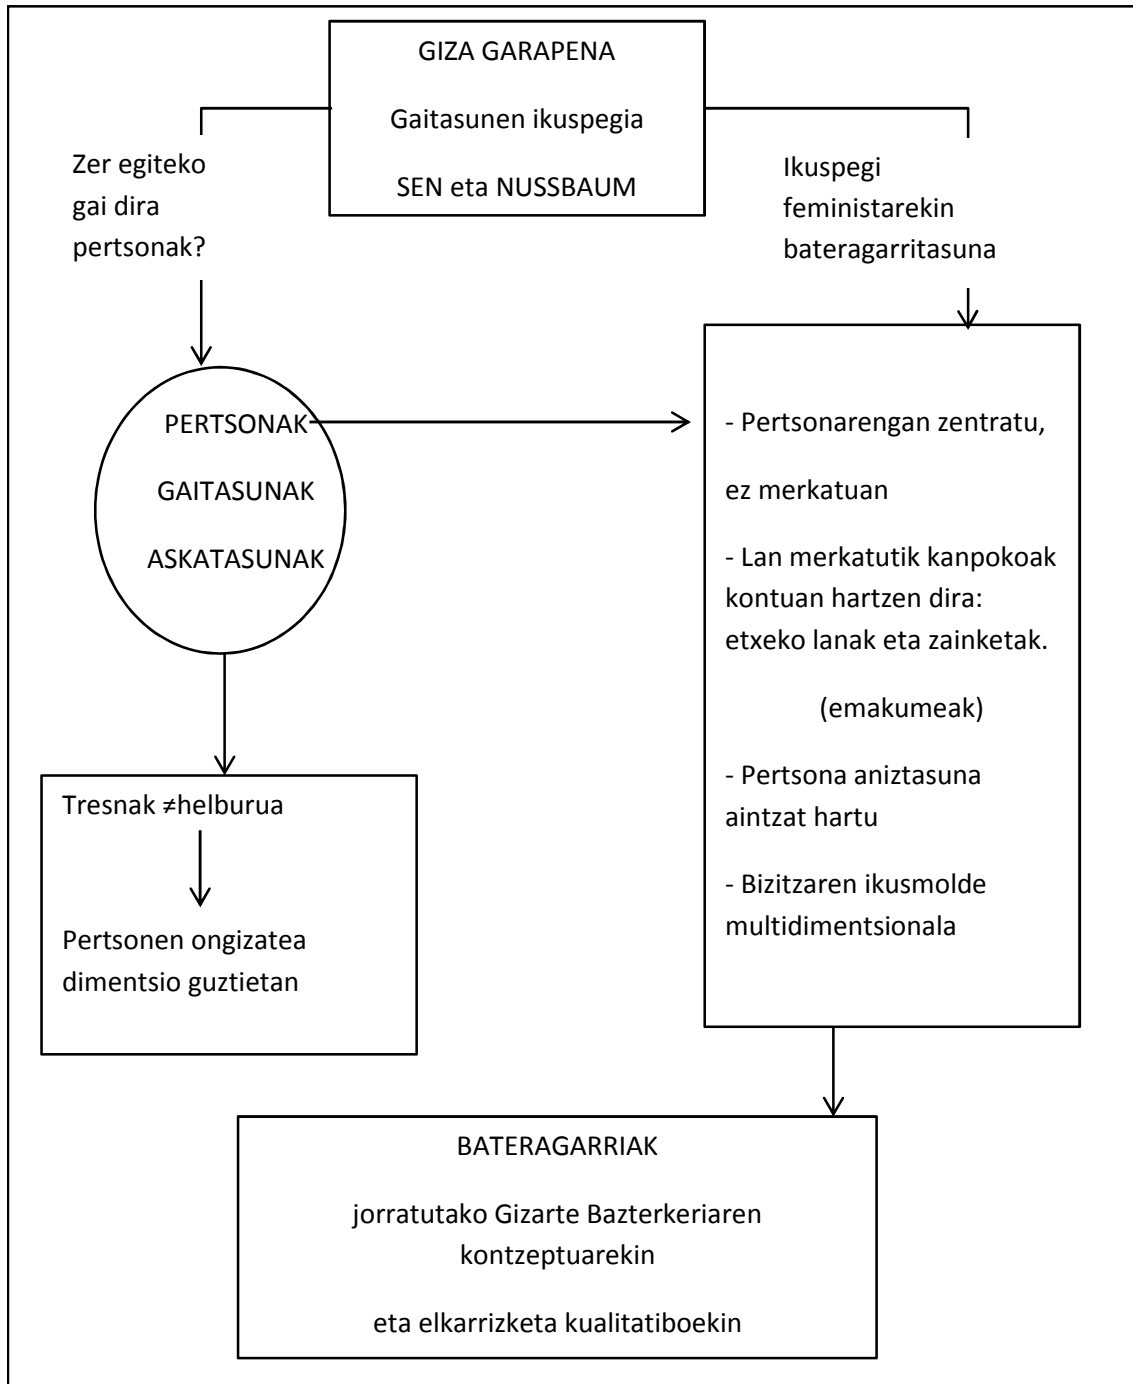 GIZA GARAPENA
Gaitasunen ikuspegia
SEN eta NUSSBAUM
Zer egiteko
gai dira
pertsonak?
Ikuspegi
feministarekin
bateragarritasuna
PERTSONAK
GAITASUNAK
ASKATASUNAK
- Pertsonarengan zentratu,
ez merkatuan
- Lan merkatutik kanpokoak
kontuan hartzen dira:
etxeko lanak eta zainketak.
(emakumeak)
- Pertsona aniztasuna
aintzat hartu
- Bizitzaren ikusmolde
multidimentsionala
Tresnak ≠helburua
Pertsonen ongizatea
dimentsio guztietan
BATERAGARRIAK
jorratutako Gizarte Bazterkeriaren
kontzeptuarekin
eta elkarrizketa kualitatiboekin